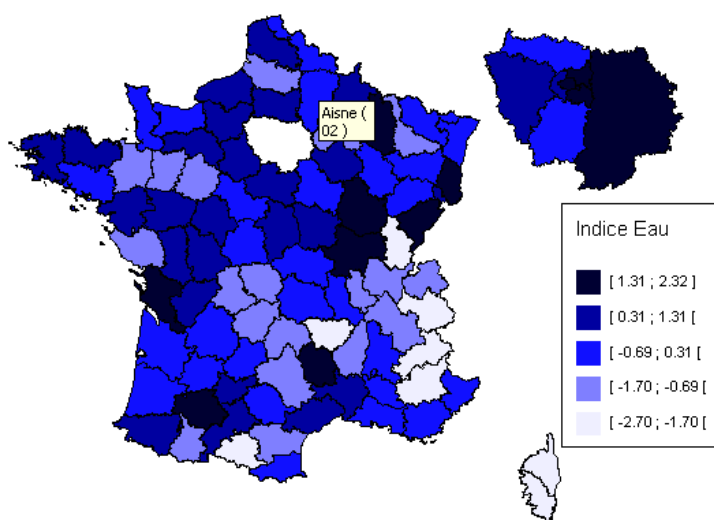 Aisne (
02 )
Indice Eau
[ 1.31 ; 2.32 ]
[ 0.31 ; 1.31 [
[ -0.69 ; 0.31 [
[ -1.70 ; -0.69 [
[ -2.70 ; -1.70 [